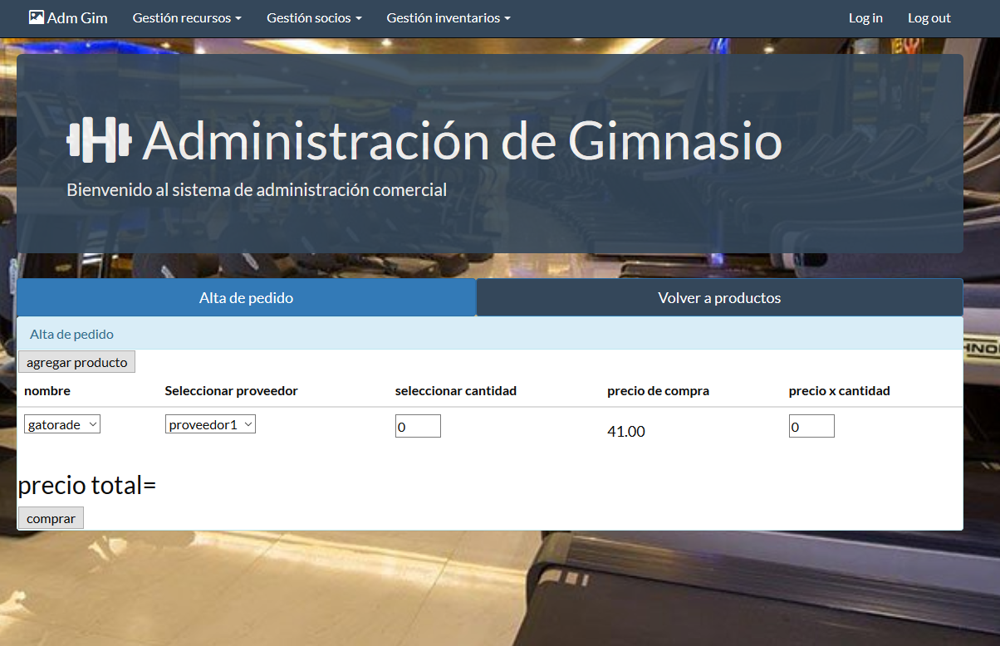 Adm Gim Gestión recursos Gestión socios Gestión inventarios Log in Log out
Administración de Gimnasio
Bienvenido al sistema de administración comercial
Alta de pedido Volver a productos
Alta de pedido
agregar producto
nombre Seleccionar proveedor seleccionar cantidad precio de compra precio x cantidad
gatorade proveedor1 0 41.00 0
precio total=
comprar